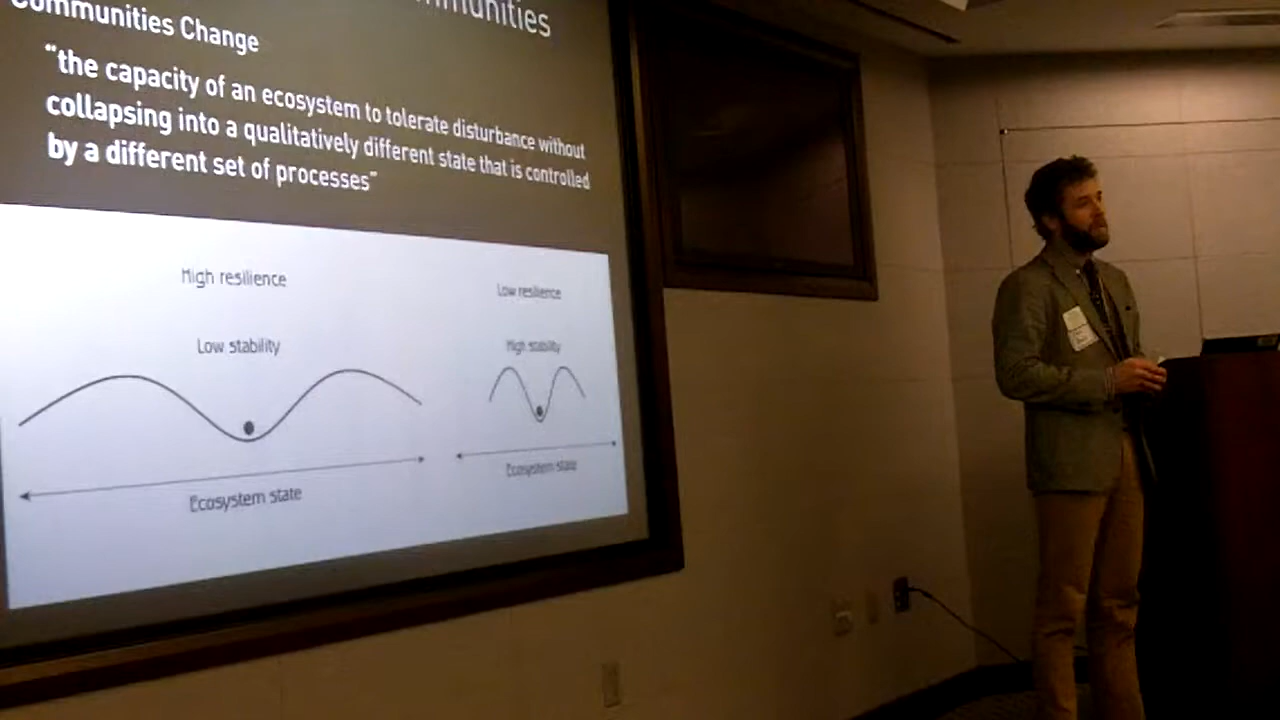 munities
Communities Change
“the capacity of an ecosystem to tolerate disturbance without
collapsing into a qualitatively different state that is controlled
by a different set of processes”
High resilience
Low resilience
Low stability
High stability
Ecosystem state
Ecosystem state